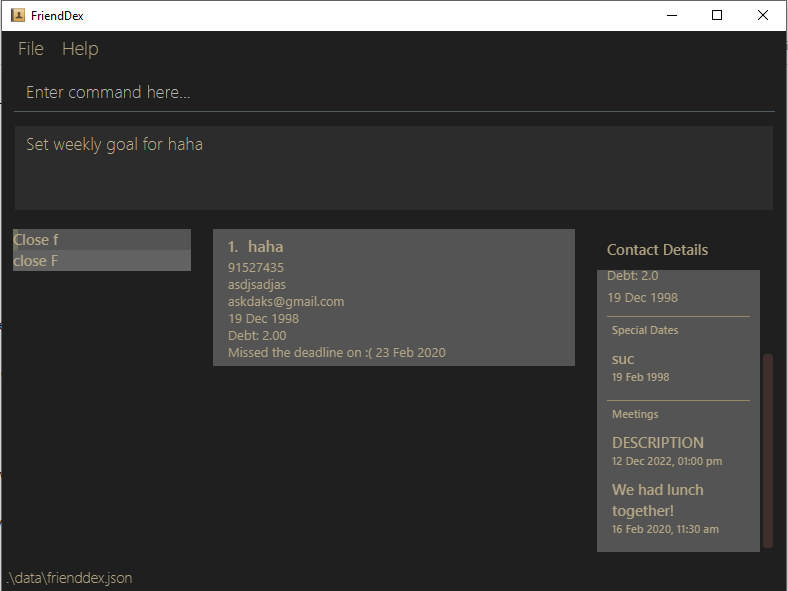 FriendDex
File Help
Enter command here...
Set weekly goal for haha
Close f
close F
1. haha
91527435
asdjsadjas
askdaks@gmail.com
19 Dec 1998
Debt: 2.00
Missed the deadline on :( 23 Feb 2020
Contact Details
Debt: 2.0
19 Dec 1998
Special Dates
suc
19 Feb 1998
Meetings
DESCRIPTION
12 Dec 2022, 01:00 pm
We had lunch
together!
16 Feb 2020, 11:30 am
.\data\frienddex.json